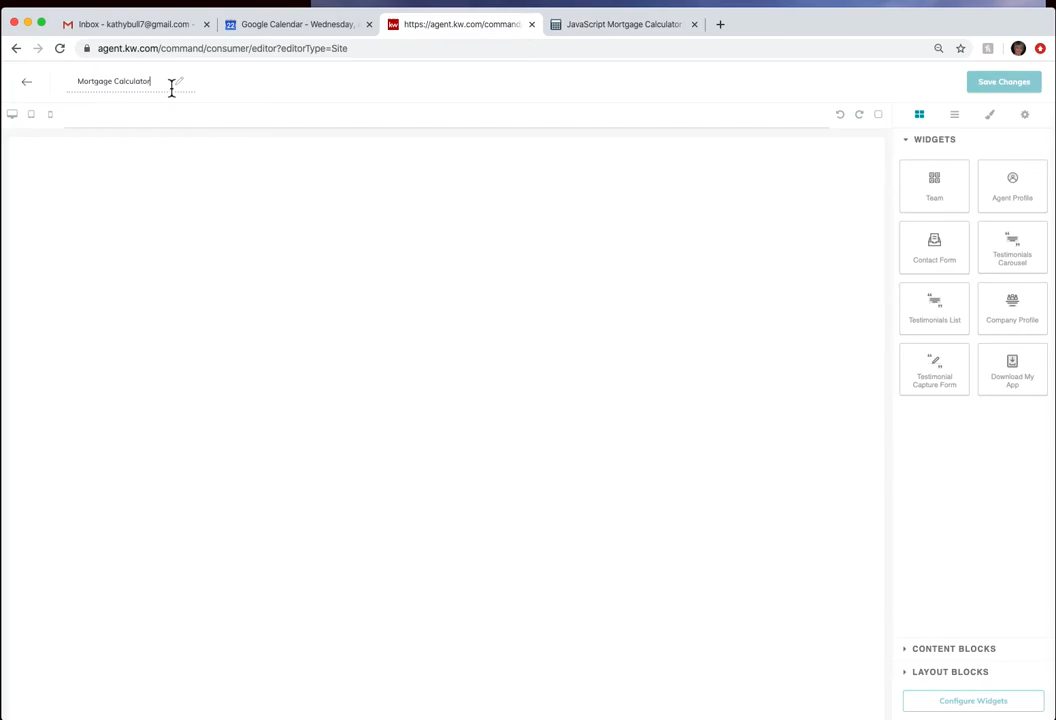 Inbox - kathybull7@gmail.com -
Google Calendar - Wednesday,
https://agent.kw.com/command
JavaScript Mortgage Calculator
agent.kw.com/command/consumer/editor?editorType=Site
Mortgage Calculator
Save Changes
WIDGETS
Team
Agent Profile
Contact Form
Testimonials
Carousel
Testimonials List
Company Profile
Testimonial
Capture Form
Download My
App
CONTENT BLOCKS
LAYOUT BLOCKS
Configure Widgets